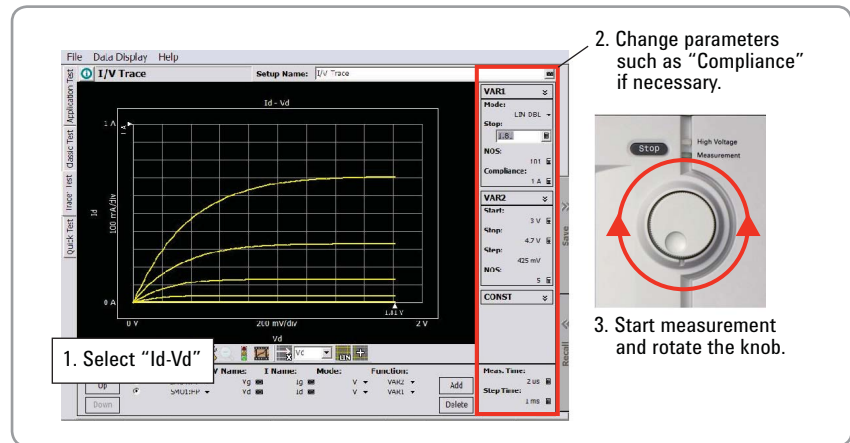 File Data Display Help
I/V Trace
Setup Name: I/V Trace
Application Test
Classic Test
Tracer Test
Quick Test
Id - Vd
1 A
Id
100 mA/div
0 A
0 V
200 mV/div
2 V
1.81 V
Vd
VAR1
Mode:
LIN DBL
Stop:
1.81
NOS:
101
Compliance:
1 A
VAR2
Start:
3 V
Stop:
4.7 V
Step:
425 mV
NOS:
5
CONST
Save
Recall
Vd
LIN
V Name: I Name: Mode: Function:
Up
Vg Ig V VAR2
SMU1:HP Vd Id V VAR1
Add
Down
Delete
Meas. Time:
2 us
Step Time:
1 ms
1. Select “Id-Vd”
2. Change parameters
such as “Compliance”
if necessary.
Stop
High Voltage
Measurement
3. Start measurement
and rotate the knob.